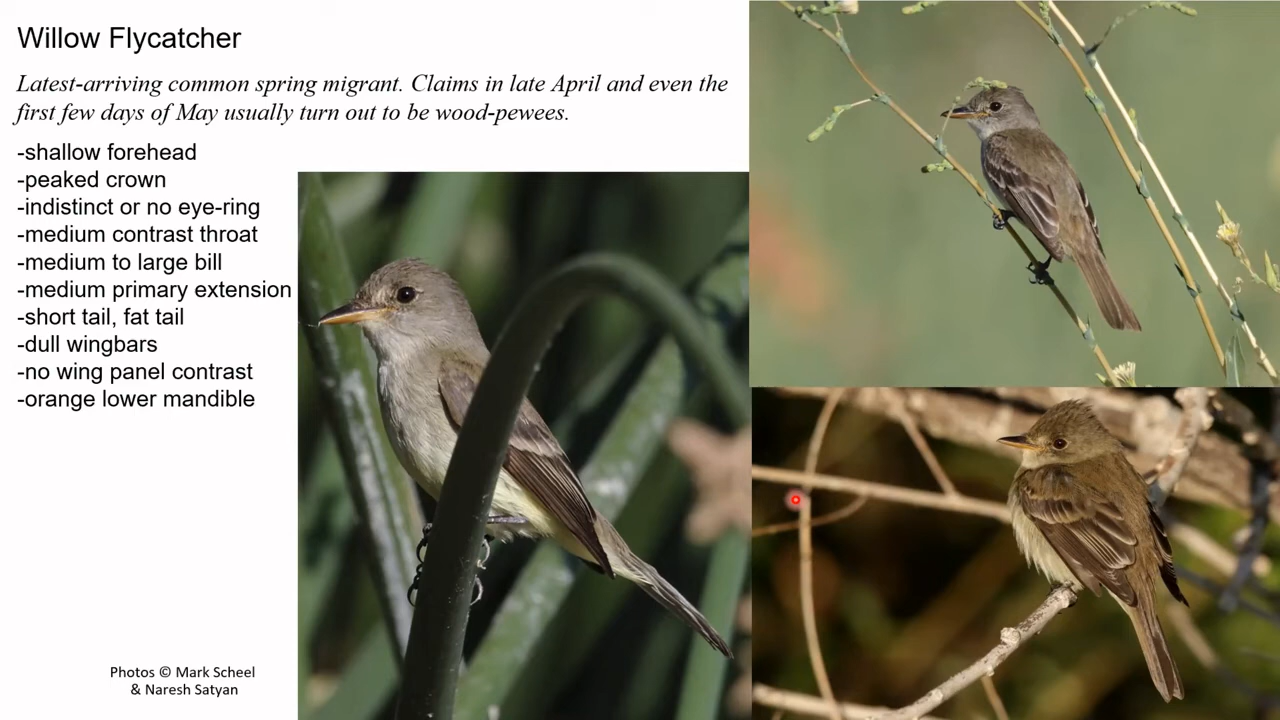 Willow Flycatcher
Latest-arriving common spring migrant. Claims in late April and even the
first few days of May usually turn out to be wood-pewees.
-shallow forehead
-peaked crown
-indistinct or no eye-ring
-medium contrast throat
-medium to large bill
-medium primary extension
-short tail, fat tail
-dull wingbars
-no wing panel contrast
-orange lower mandible
Photos © Mark Scheel
& Naresh Satyan